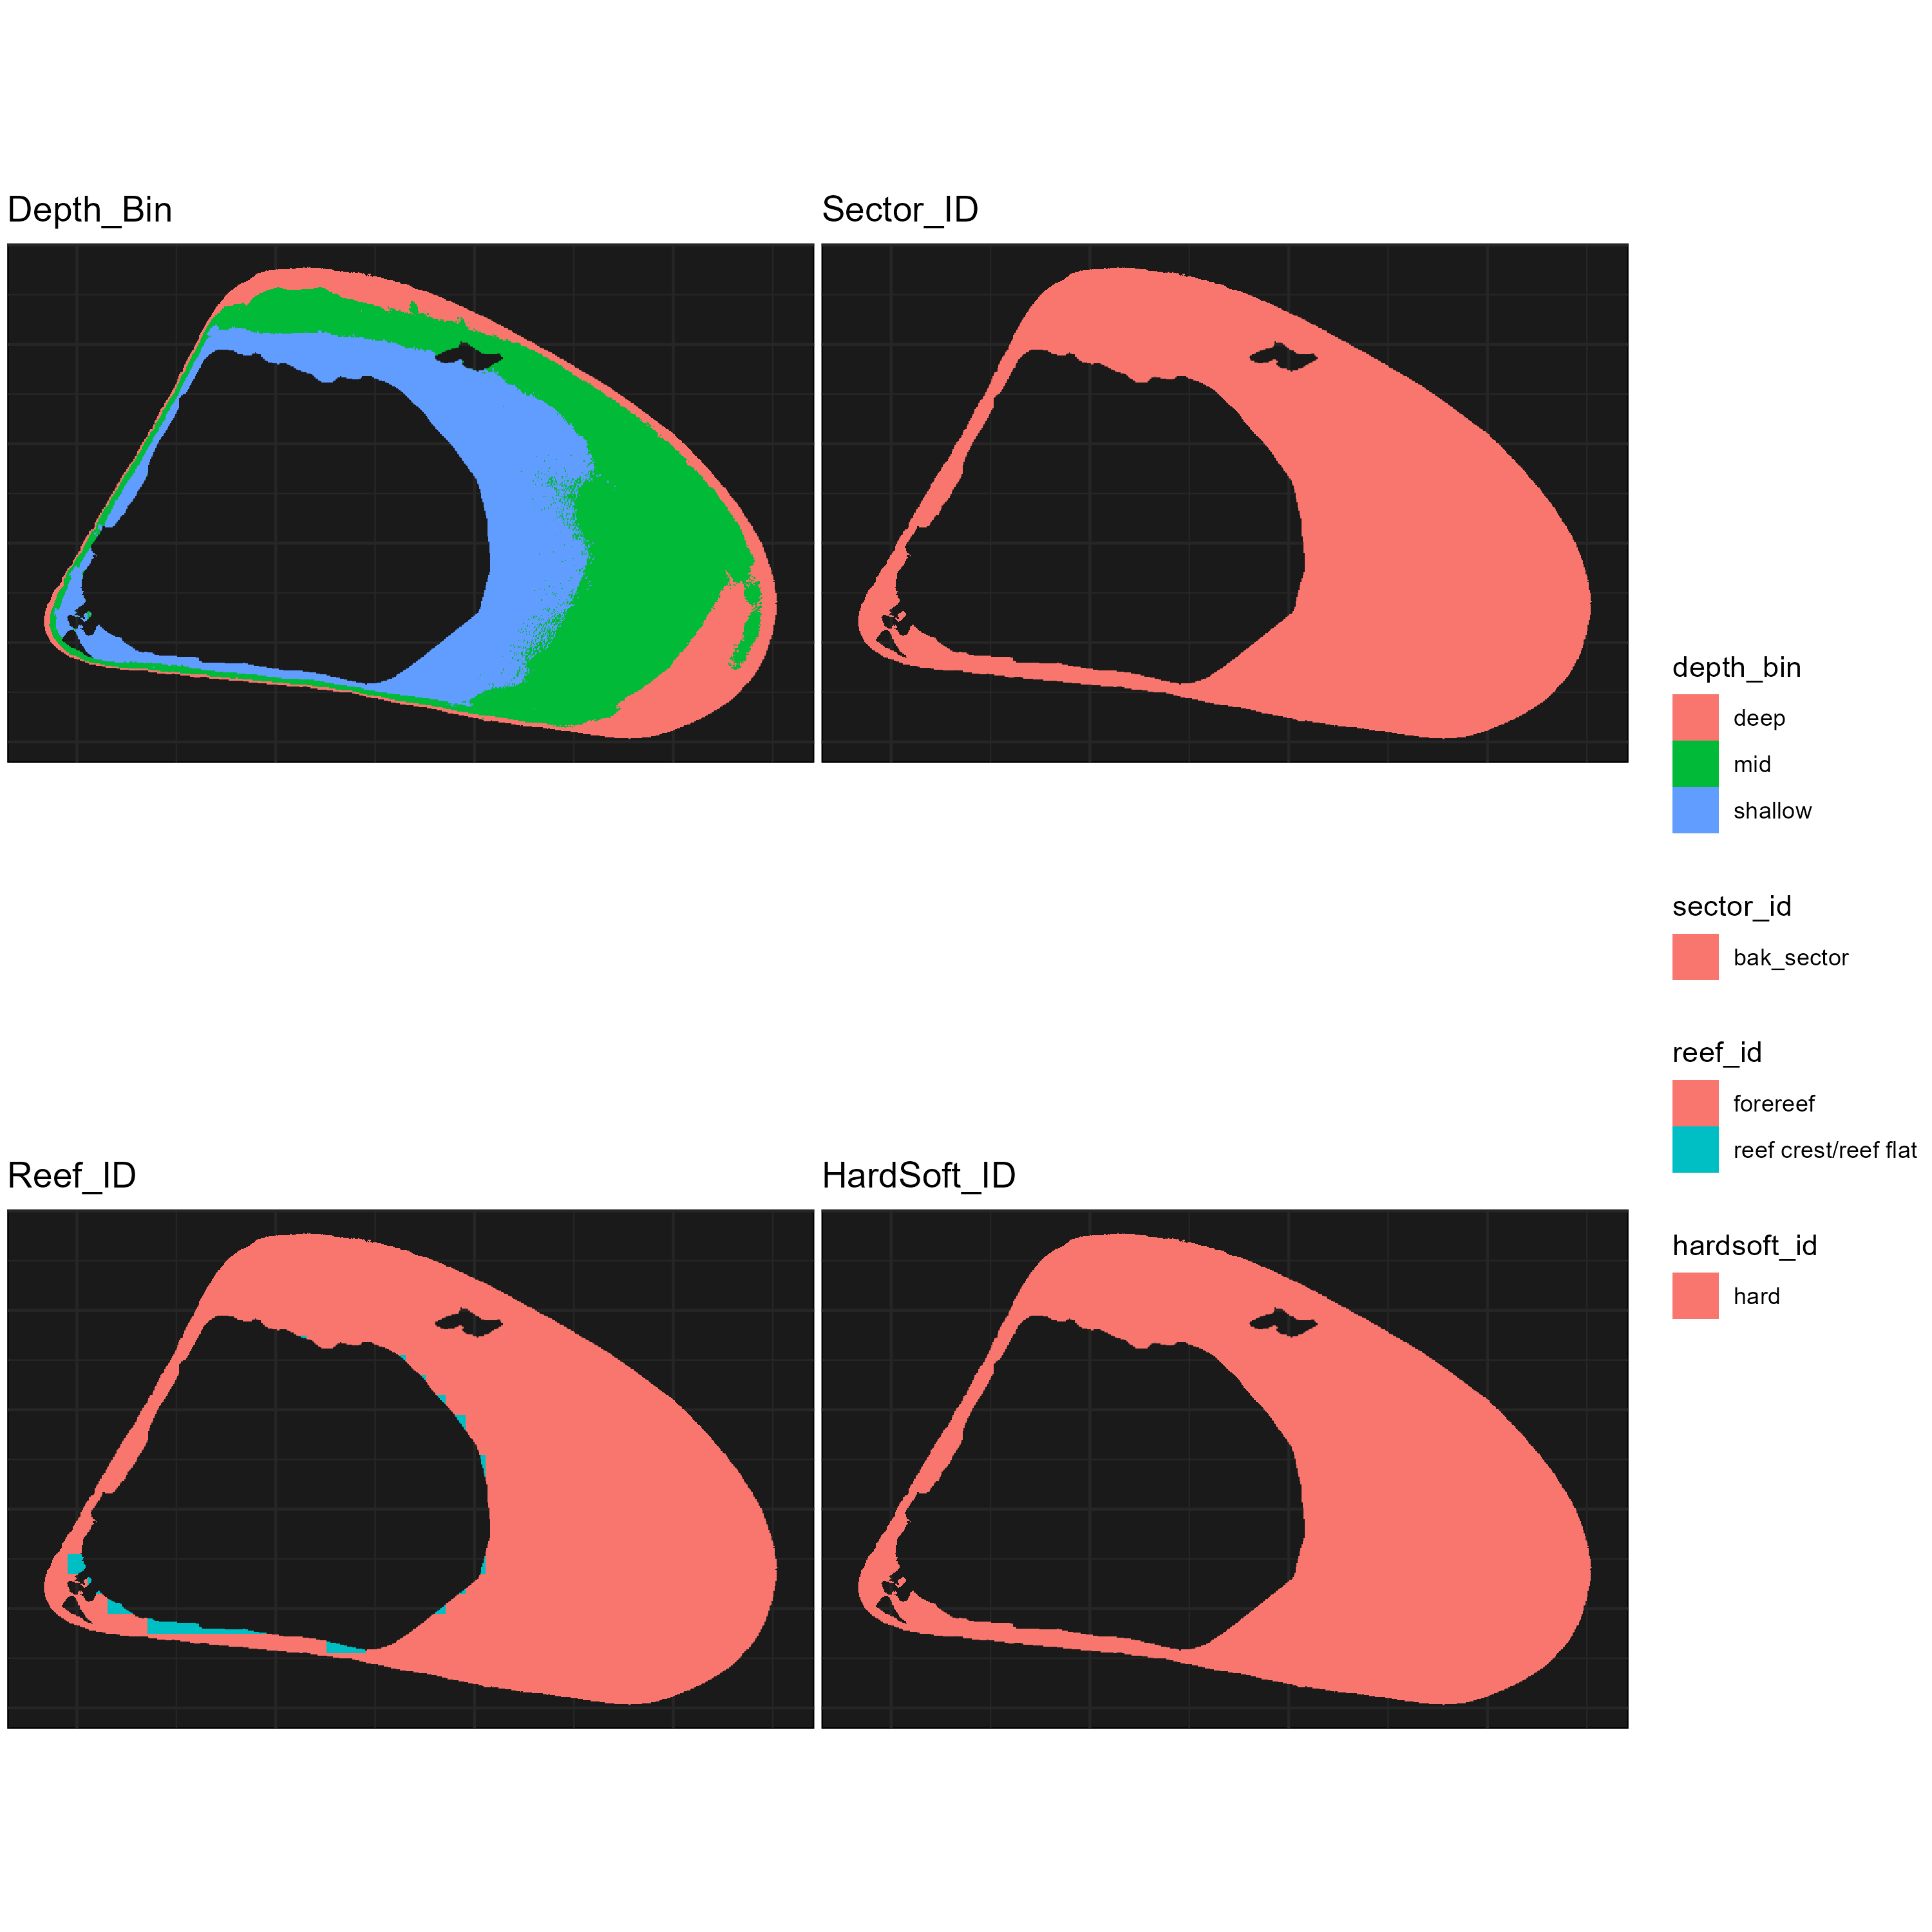 Depth_Bin
Sector_ID
depth_bin
deep
mid
shallow
sector_id
bak_sector
reef_id
forereef
reef crest/reef flat
Reef_ID
HardSoft_ID
hardsoft_id
hard